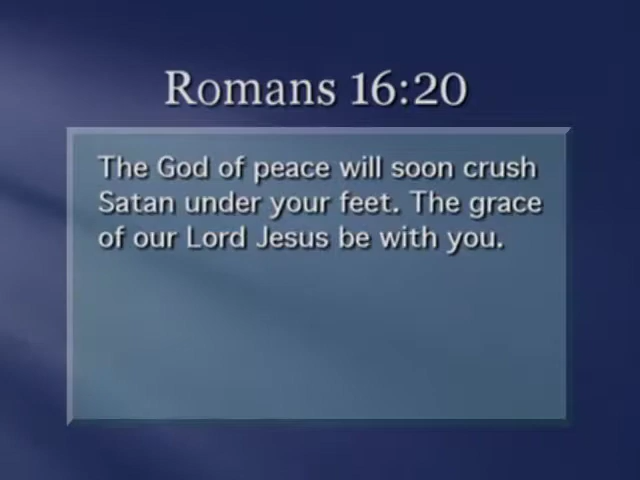 Romans 16:20
The God of peace will soon crush
Satan under your feet. The grace
of our Lord Jesus be with you.